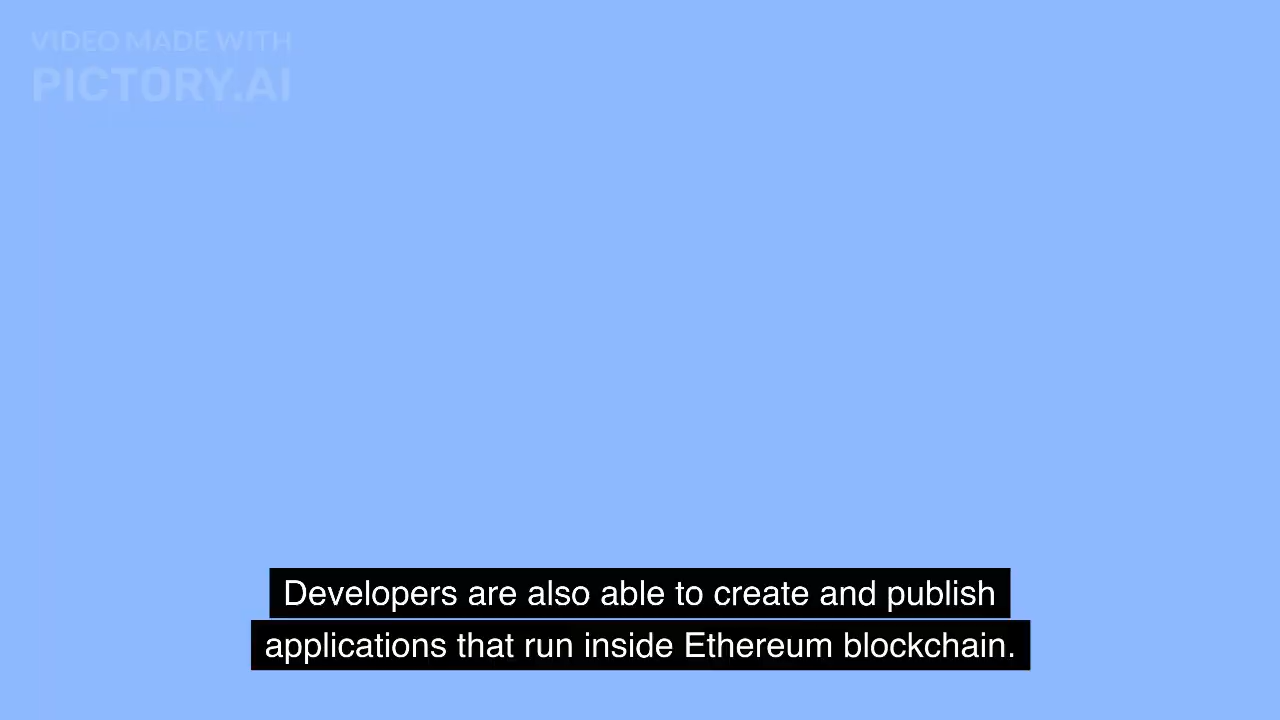 VIDEO MADE WITH
PICTORY.AI
Developers are also able to create and publish
applications that run inside Ethereum blockchain.